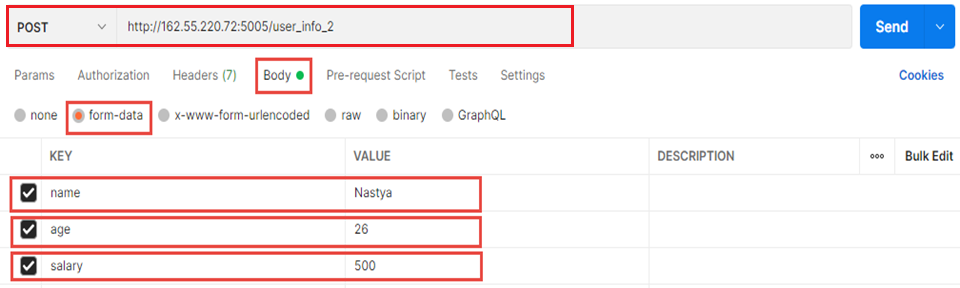 POST http://162.55.220.72:5005/user_info_2 Send
Params Authorization Headers (7) Body Pre-request Script Tests Settings Cookies
none form-data x-www-form-urlencoded raw binary GraphQL
KEY VALUE DESCRIPTION ooo Bulk Edit
name Nastya
age 26
salary 500